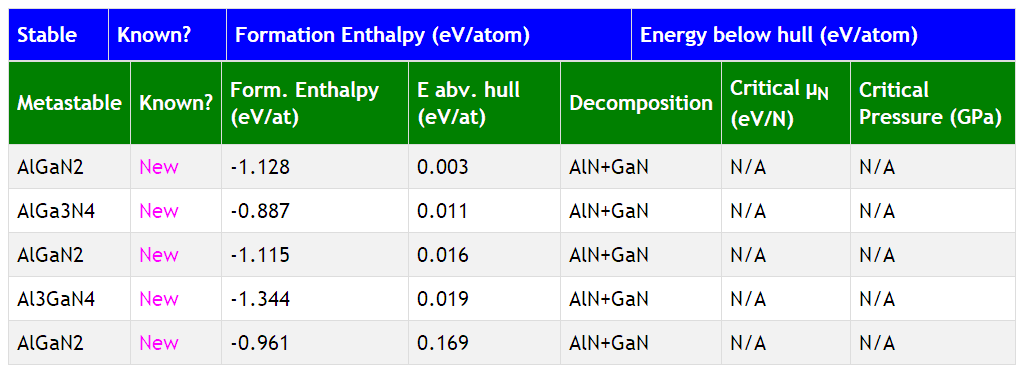 Stable Known? Formation Enthalpy (eV/atom) Energy below hull (eV/atom)
Metastable Known? Form. Enthalpy (eV/at) E abv. hull (eV/at) Decomposition Critical μN (eV/N) Critical Pressure (GPa)
AlGaN2 New -1.128 0.003 AlN+GaN N/A N/A
AlGa3N4 New -0.887 0.011 AlN+GaN N/A N/A
AlGaN2 New -1.115 0.016 AlN+GaN N/A N/A
Al3GaN4 New -1.344 0.019 AlN+GaN N/A N/A
AlGaN2 New -0.961 0.169 AlN+GaN N/A N/A